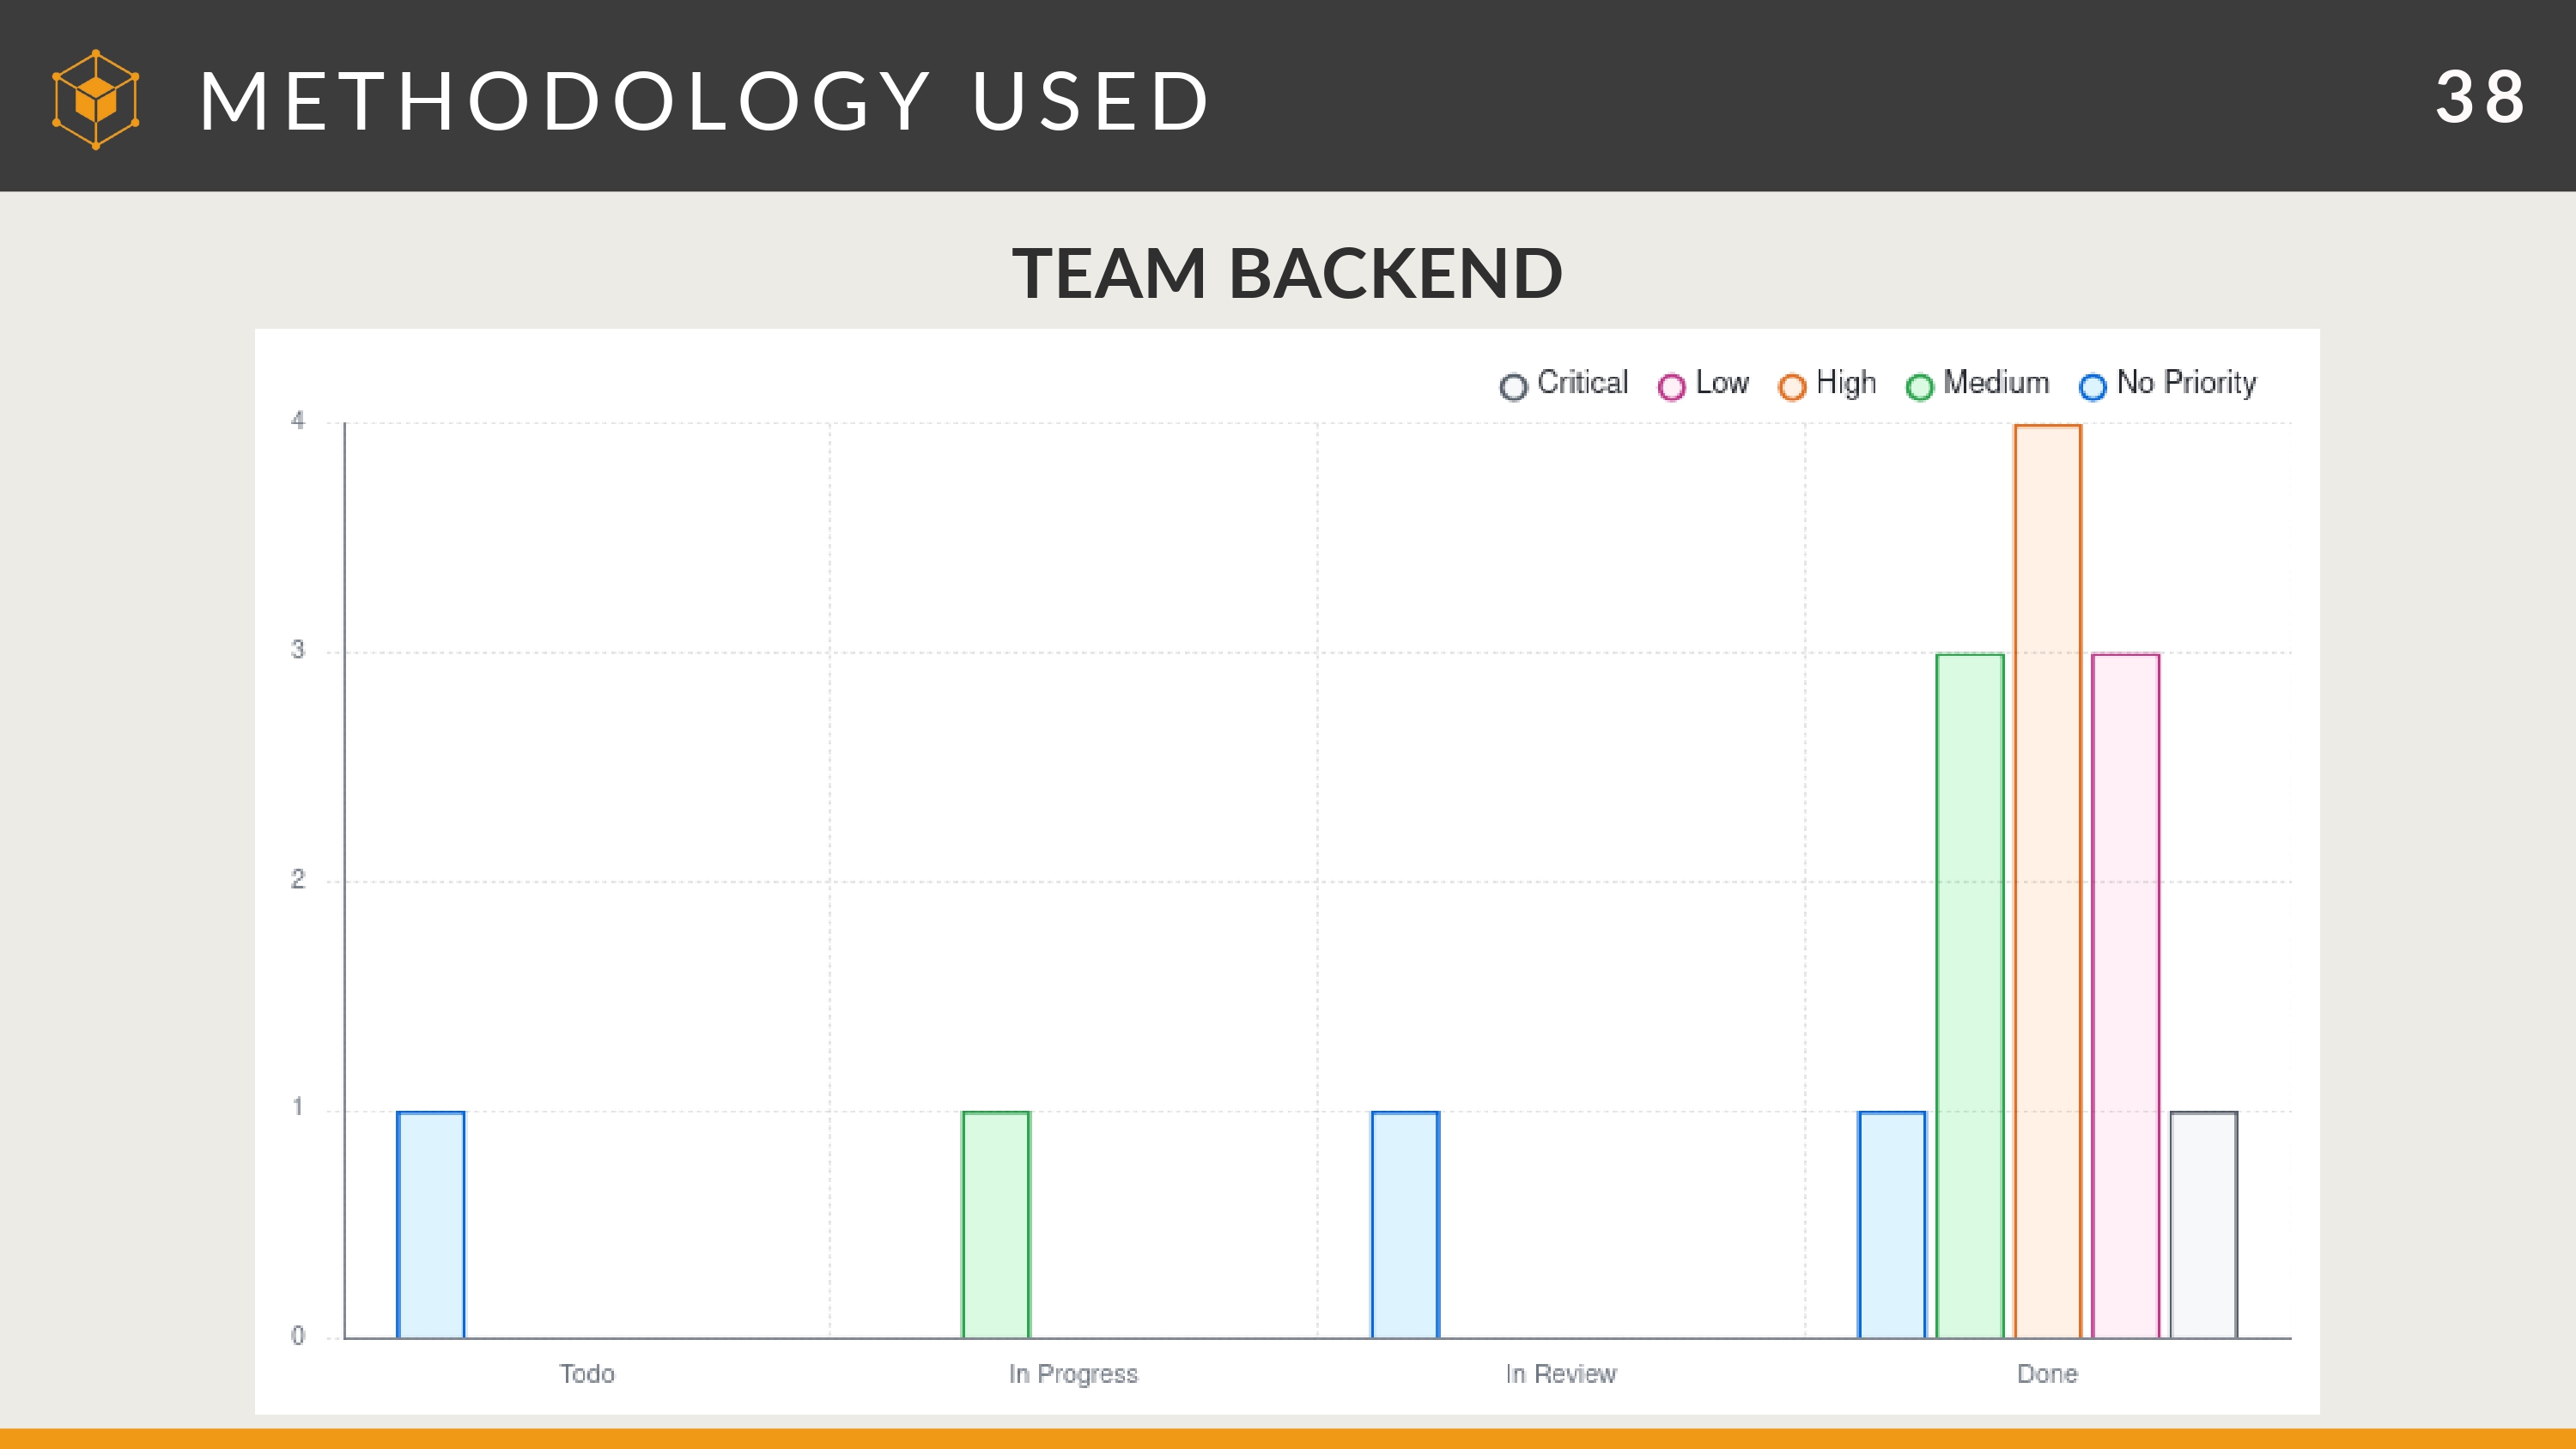 METHODOLOGY USED
38
TEAM BACKEND
Critical Low High Medium No Priority
4
3
2
1
0
Todo In Progress In Review Done